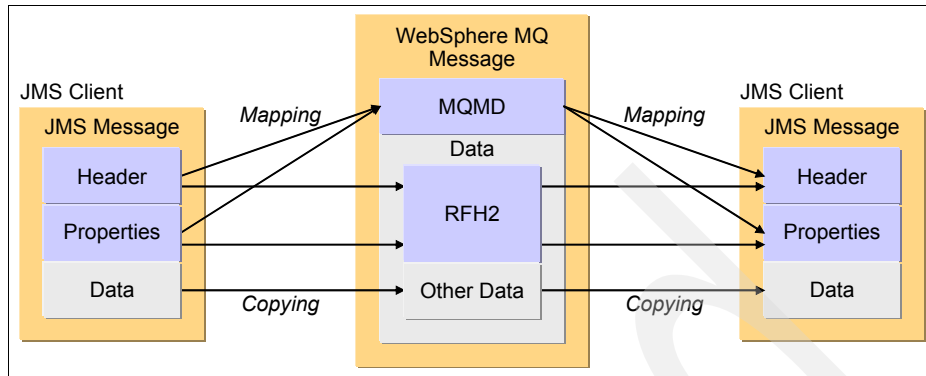 WebSphere MQ
Message
JMS Client
JMS Message
Header
Properties
Data
Mapping
Copying
MQMD
Data
RFH2
Other Data
Mapping
Copying
JMS Client
JMS Message
Header
Properties
Data